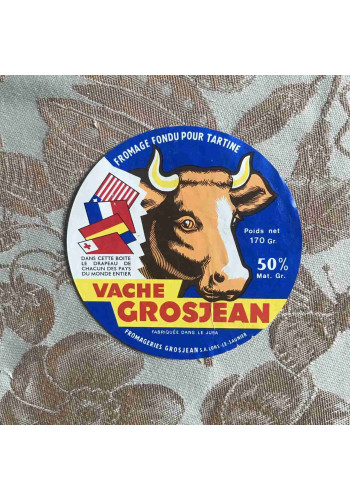 FROMAGE FONDU POUR TARTINE
DANS CETTE BOITE
LE DRAPEAU DE
CHACUN DES PAYS
DU MONDE ENTIER
Poids net
170 Gr.
50%
Mat. Gr.
VACHE
GROSJEAN
FABRIQUÉE DANS LE JURA
FROMAGERIES GROSJEAN S.A. LONS-LE-SAUNIER